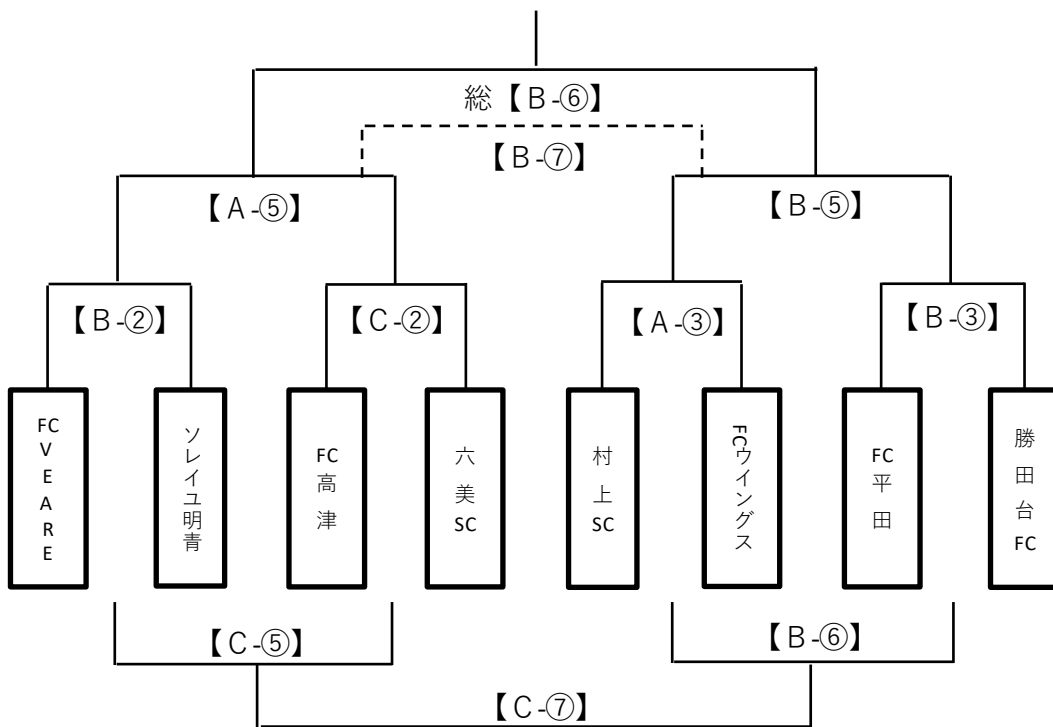 総【B-⑥】
【B-⑦】
【A-⑤】
【B-⑤】
【B-②】
【C-②】
【A-③】
【B-③】
FC VEARE
ソレイユ明青
FC高津
六美SC
村上SC
FCウイングス
FC平田
勝田台FC
【C-⑤】
【B-⑥】
【C-⑦】